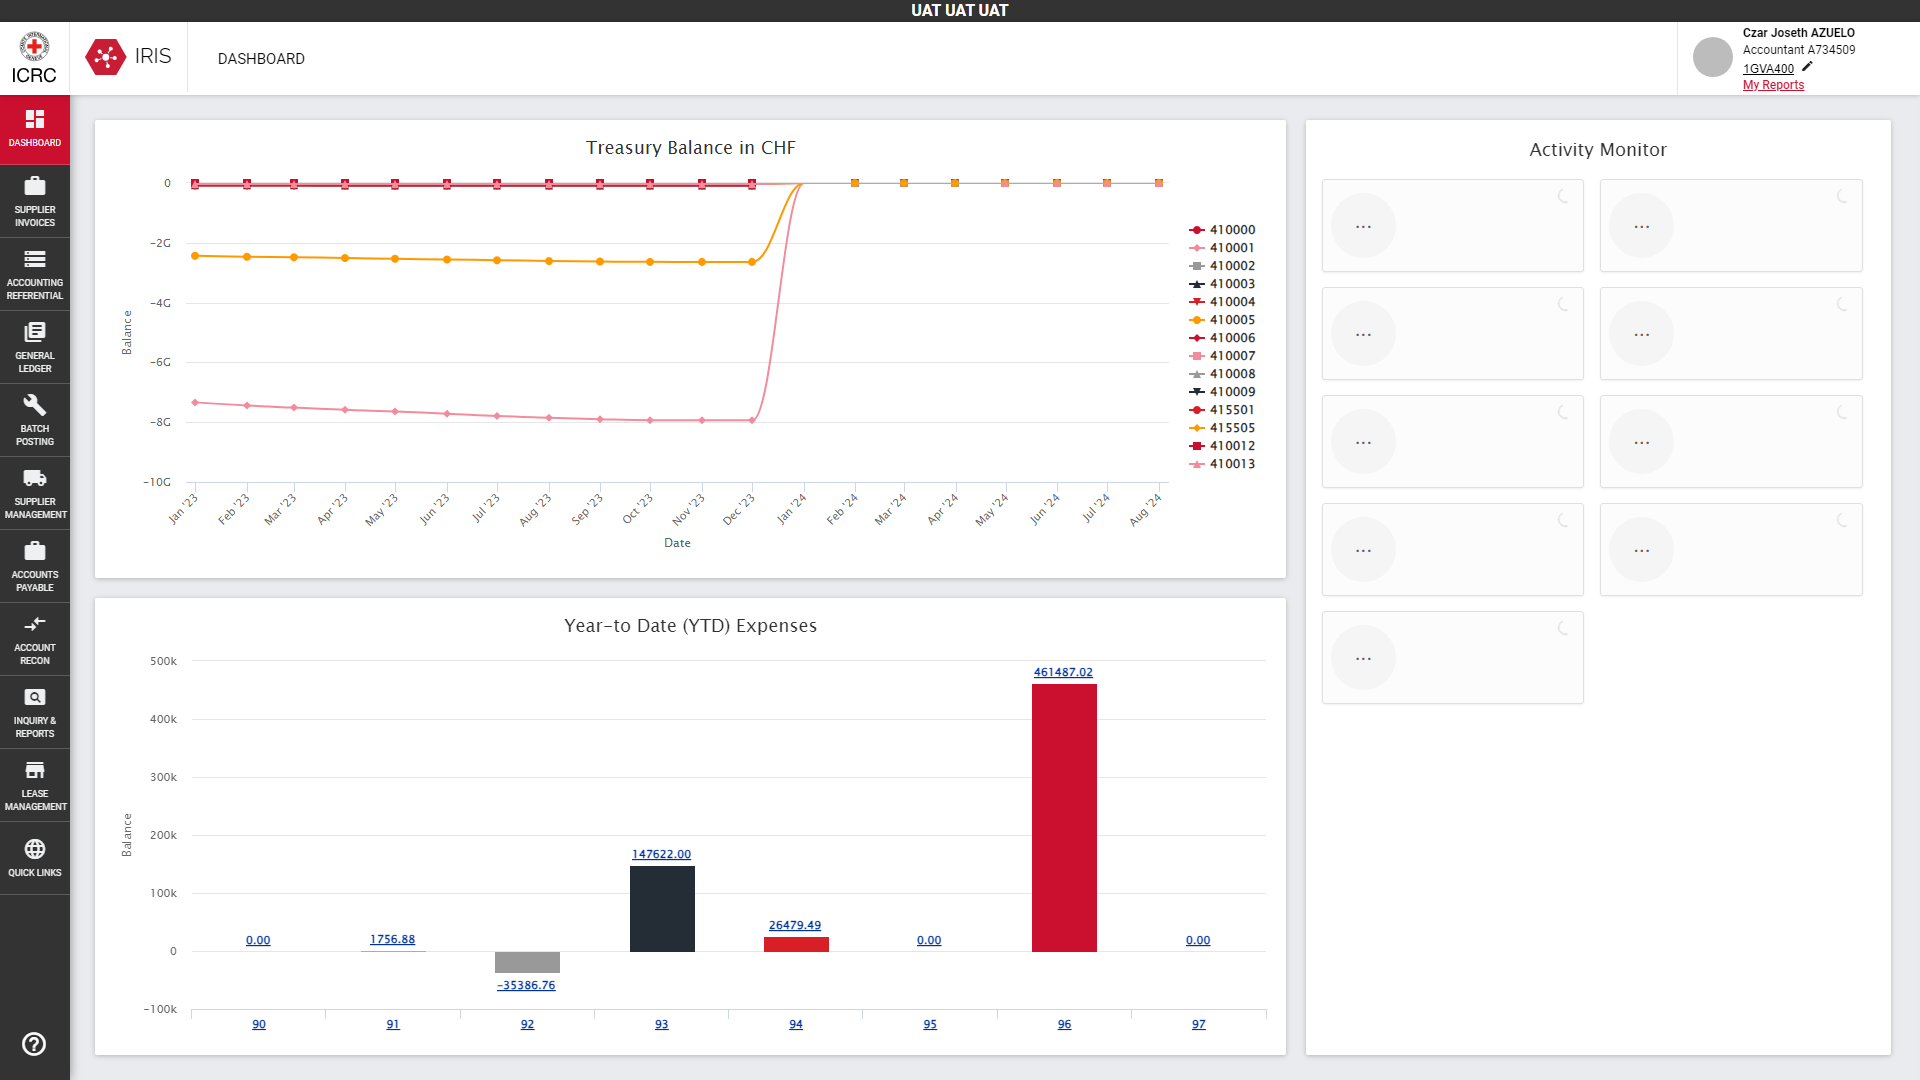 UAT UAT UAT
ICRC
IRIS
DASHBOARD
Czar Joseth AZUELO
Accountant A734509
1GVA400
My Reports
DASHBOARD
SUPPLIER
INVOICES
ACCOUNTING
REFERENTIAL
GENERAL
LEDGER
BATCH
POSTING
SUPPLIER
MANAGEMENT
ACCOUNTS
PAYABLE
ACCOUNT
RECON
INQUIRY &
REPORTS
LEASE
MANAGEMENT
QUICK LINKS
Treasury Balance in CHF
Balance
0
-2G
-4G
-6G
-8G
-10G
Jan '23
Feb '23
Mar '23
Apr '23
May '23
Jun '23
Jul '23
Aug '23
Sep '23
Oct '23
Nov '23
Dec '23
Jan '24
Feb '24
Mar '24
Apr '24
May '24
Jun '24
Jul '24
Aug '24
Date
410000
410001
410002
410003
410004
410005
410006
410007
410008
410009
415501
415505
410012
410013
Year-to Date (YTD) Expenses
Balance
500k
400k
300k
200k
100k
0
-100k
0.00
1756.88
-35386.76
147622.00
26479.49
0.00
461487.02
0.00
90
91
92
93
94
95
96
97
Activity Monitor
...
...
...
...
...
...
...
...
...